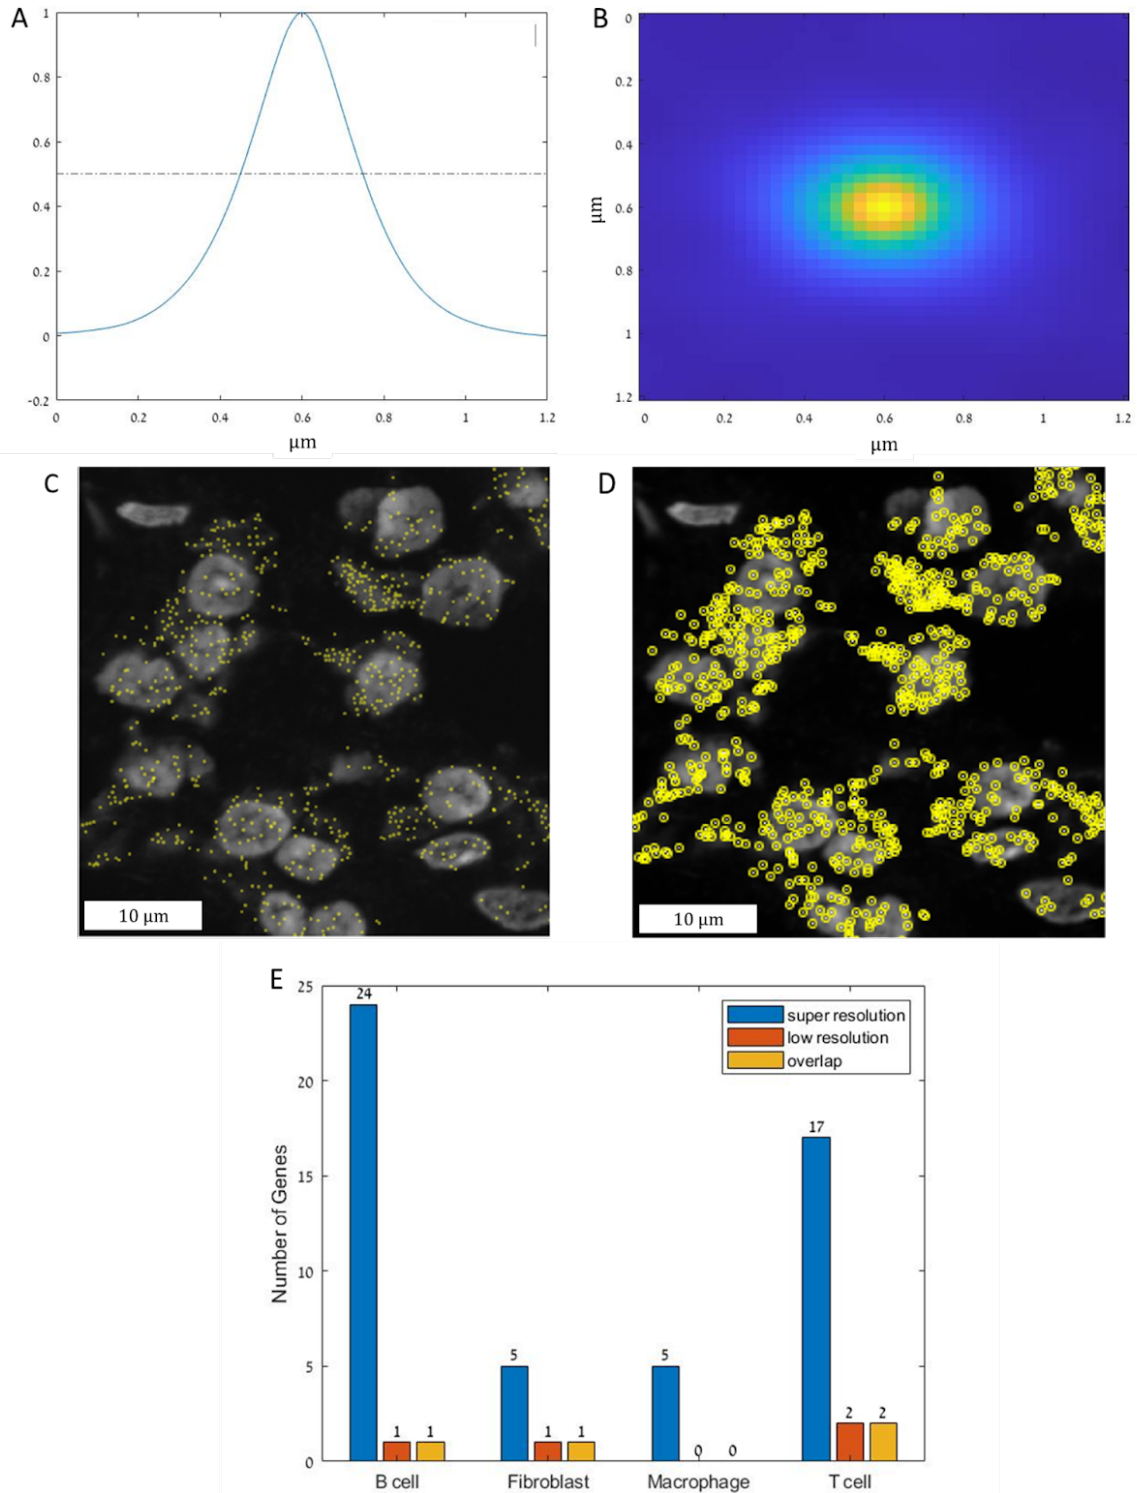 A
1
0.8
0.6
0.4
0.2
0
-0.2
0 0.2 0.4 0.6 0.8 1 1.2
µm
B
0
0.2
0.4
0.6
0.8
1
1.2
µm
0 0.2 0.4 0.6 0.8 1 1.2
µm
C
10 µm
D
10 µm
E
25
20
15
10
5
0
Number of Genes
24 1 1
5 1 1
5 0 0
17 2 2
super resolution
low resolution
overlap
B cell Fibroblast Macrophage T cell